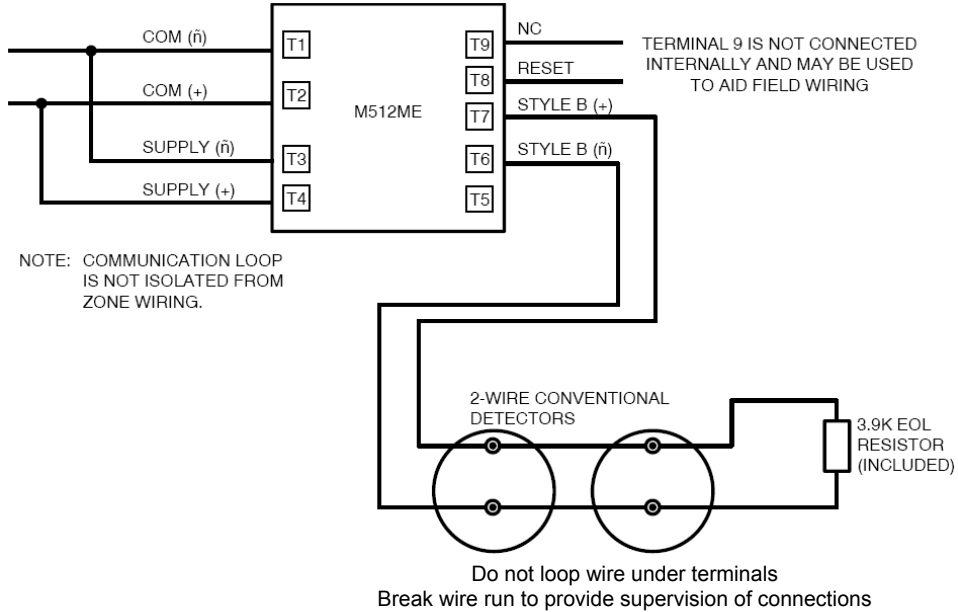 COM (ñ)
T1
T9
NC
TERMINAL 9 IS NOT CONNECTED
INTERNALLY AND MAY BE USED
TO AID FIELD WIRING
T8
RESET
COM (+)
T2
M512ME
T7
STYLE B (+)
SUPPLY (ñ)
T3
T6
STYLE B (ñ)
SUPPLY (+)
T4
T5
NOTE: COMMUNICATION LOOP
IS NOT ISOLATED FROM
ZONE WIRING.
2-WIRE CONVENTIONAL
DETECTORS
3.9K EOL
RESISTOR
(INCLUDED)
Do not loop wire under terminals
Break wire run to provide supervision of connections